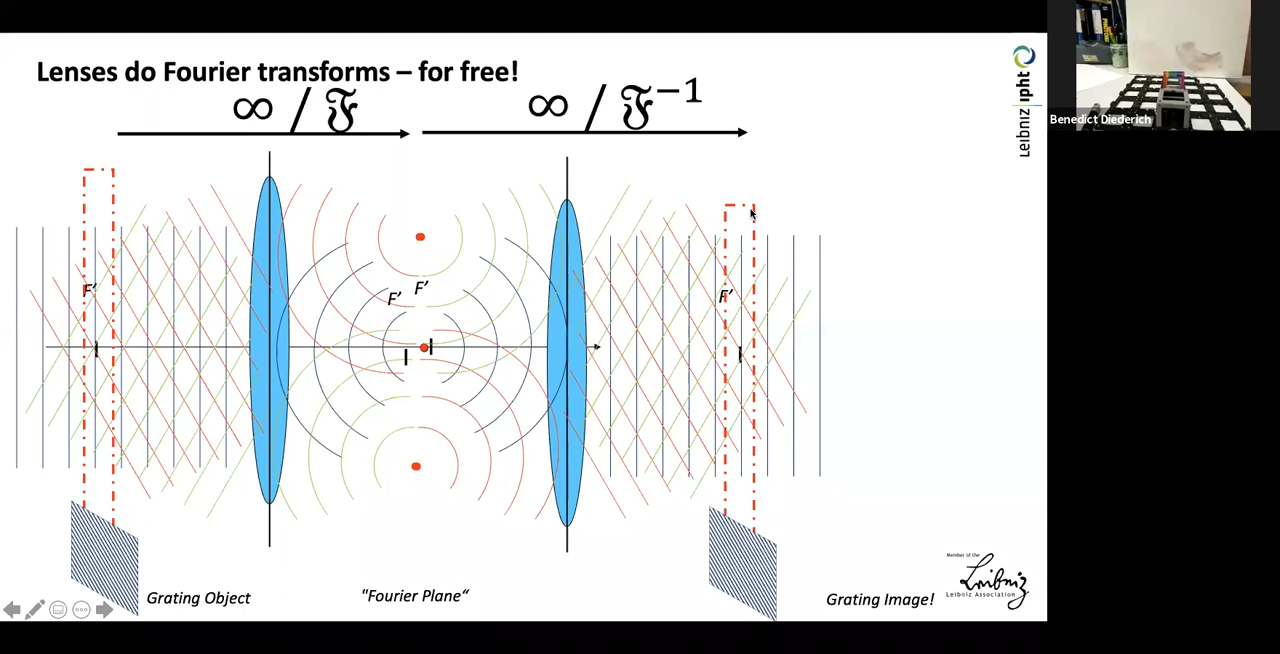 Lenses do Fourier transforms – for free!
∞ / 𝔉
∞ / 𝔉⁻¹
F'
F'
F'
F'
Grating Object
"Fourier Plane“
Grating Image!
Leibniz ipht
Member of the
Leibniz
Leibniz Association
Benedict Diederich